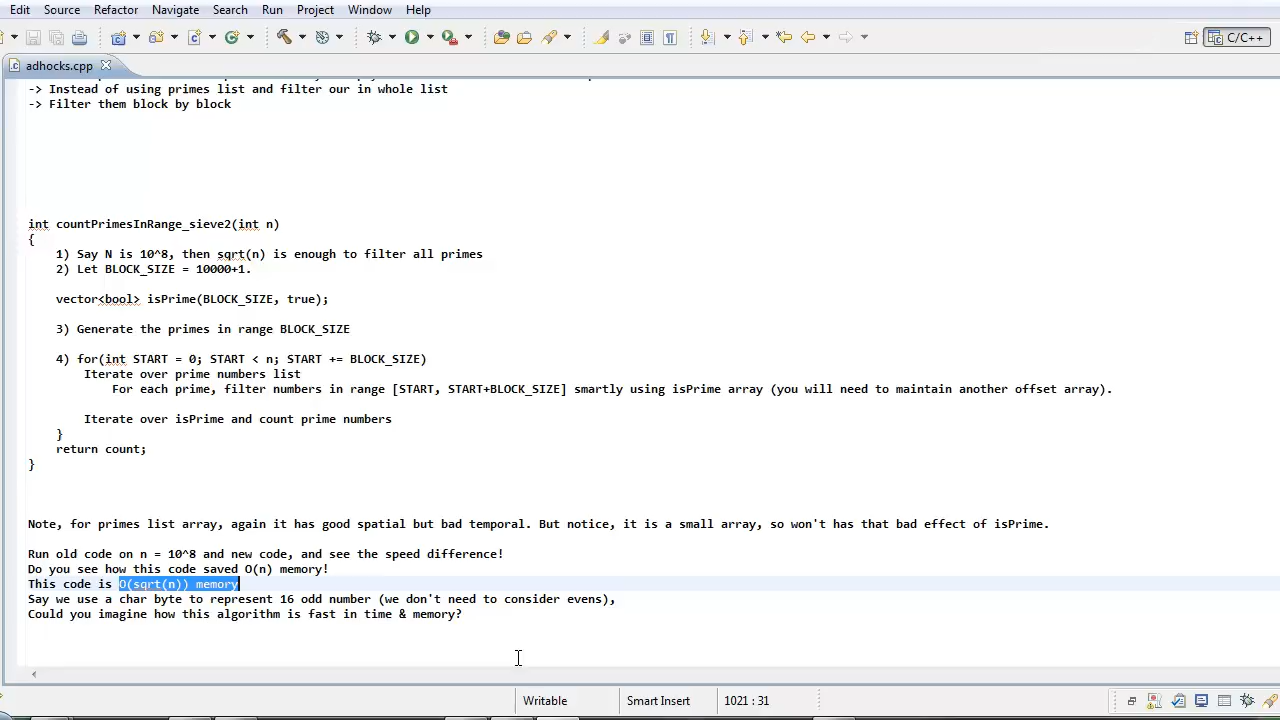 Edit Source Refactor Navigate Search Run Project Window Help
C/C++
adhocks.cpp
-> Instead of using primes list and filter our in whole list
-> Filter them block by block
int countPrimesInRange_sieve2(int n)
{
1) Say N is 10^8, then sqrt(n) is enough to filter all primes
2) Let BLOCK_SIZE = 10000+1.
vector<bool> isPrime(BLOCK_SIZE, true);
3) Generate the primes in range BLOCK_SIZE
4) for(int START = 0; START < n; START += BLOCK_SIZE)
Iterate over prime numbers list
For each prime, filter numbers in range [START, START+BLOCK_SIZE] smartly using isPrime array (you will need to maintain another offset array).
Iterate over isPrime and count prime numbers
}
return count;
}
Note, for primes list array, again it has good spatial but bad temporal. But notice, it is a small array, so won't has that bad effect of isPrime.
Run old code on n = 10^8 and new code, and see the speed difference!
Do you see how this code saved O(n) memory!
This code is O(sqrt(n)) memory
Say we use a char byte to represent 16 odd number (we don't need to consider evens),
Could you imagine how this algorithm is fast in time & memory?
Writable Smart Insert 1021 : 31